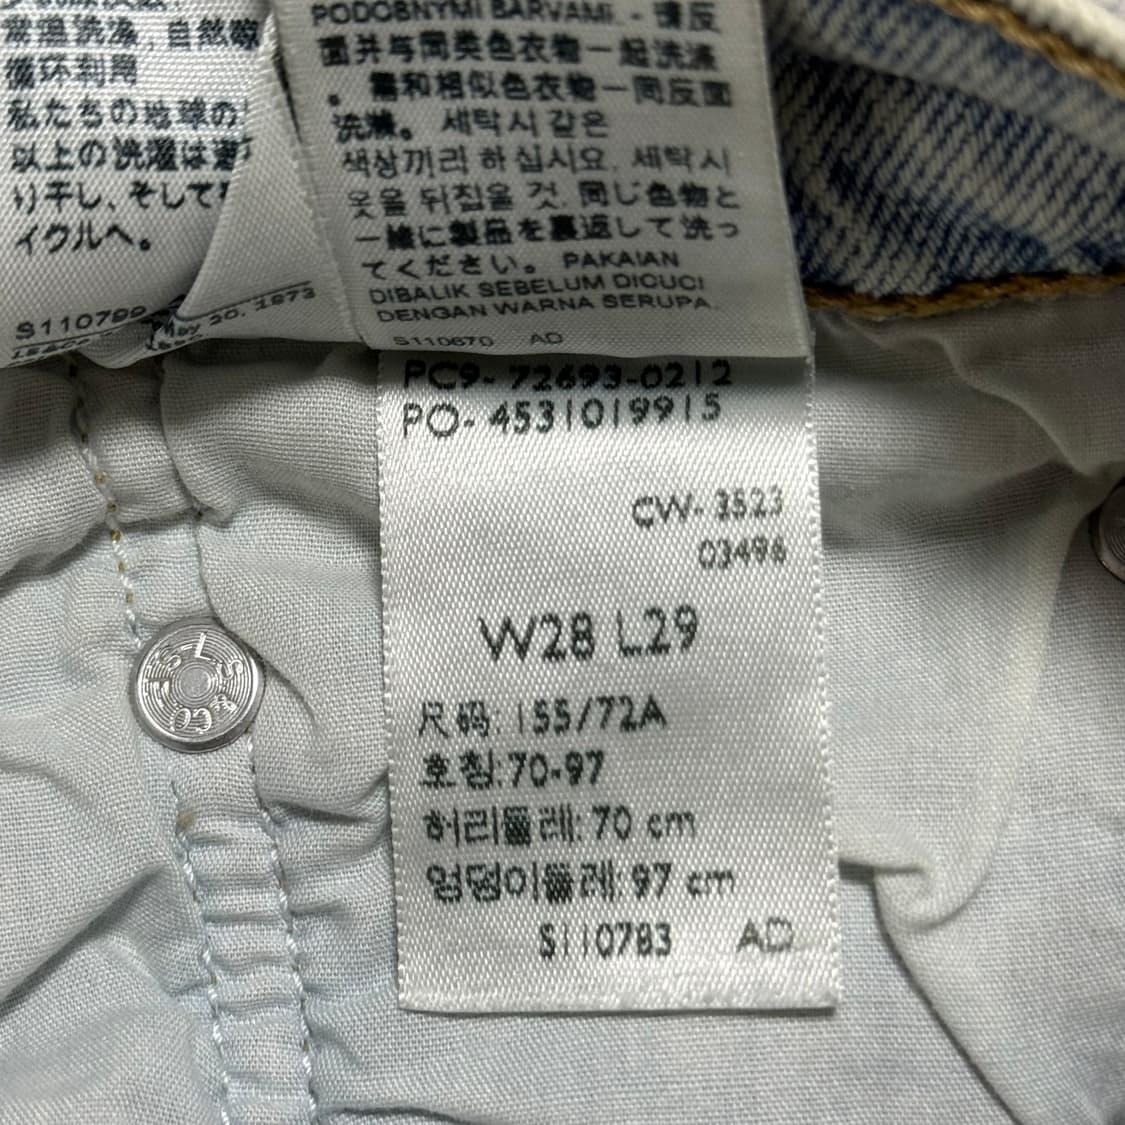 常温洗涤, 自然晾
循环利用
私たちの地球の
以上の洗濯は避
り干し、そして
イクルへ。
S110799
May 20, 1873
PODOBNYMI BARVAMI. - 请反
面并与同类色衣物一起洗涤
。需和相似色衣物一同反面
洗滌。 세탁시 같은
색상끼리 하십시오. 세탁시
옷을 뒤집을 것. 同じ色物と
一緒に製品を裏返して洗っ
てください。 PAKAIAN
DIBALIK SEBELUM DICUCI
DENGAN WARNA SERUPA.
S110670 AD
PC9-72693-0212
PO-4531019915
CW-3523
03496
W28 L29
尺码:155/72A
호칭:70-97
허리둘레: 70 cm
엉덩이둘레: 97 cm
S110783 AD
LS&CO